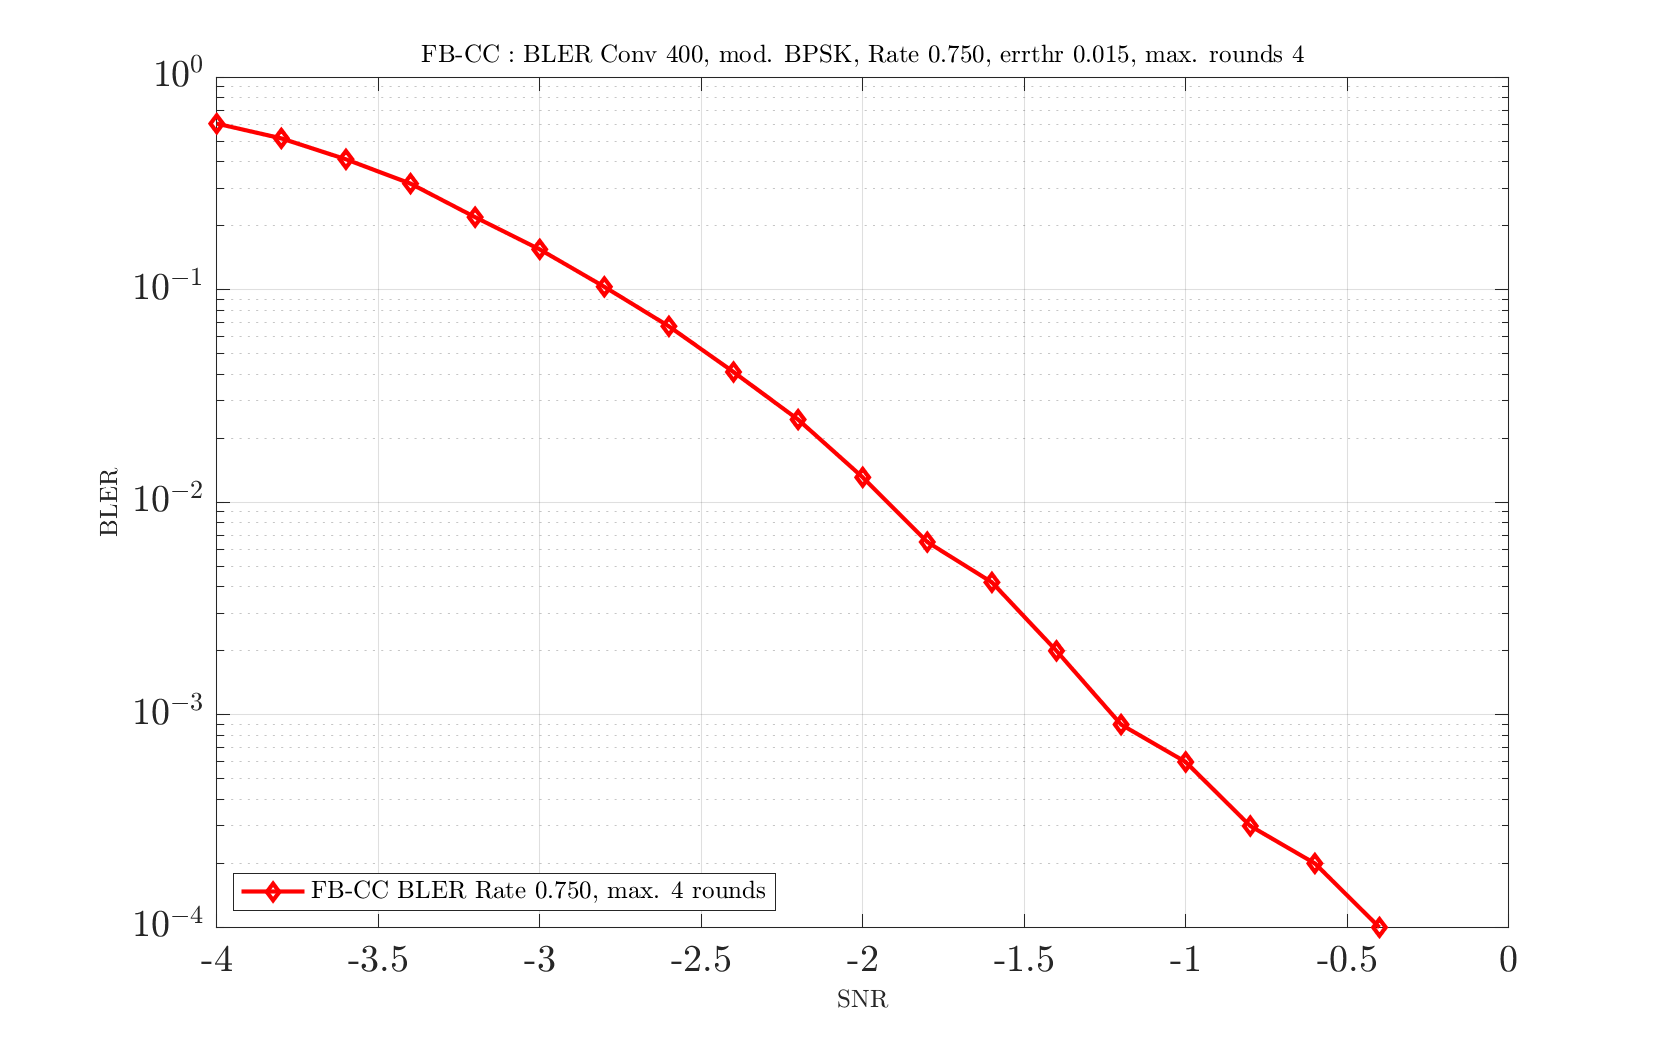 FB-CC : BLER Conv 400, mod. BPSK, Rate 0.750, errthr 0.015, max. rounds 4
10^0
10^{-1}
10^{-2}
10^{-3}
10^{-4}
BLER
FB-CC BLER Rate 0.750, max. 4 rounds
-4 -3.5 -3 -2.5 -2 -1.5 -1 -0.5 0
SNR